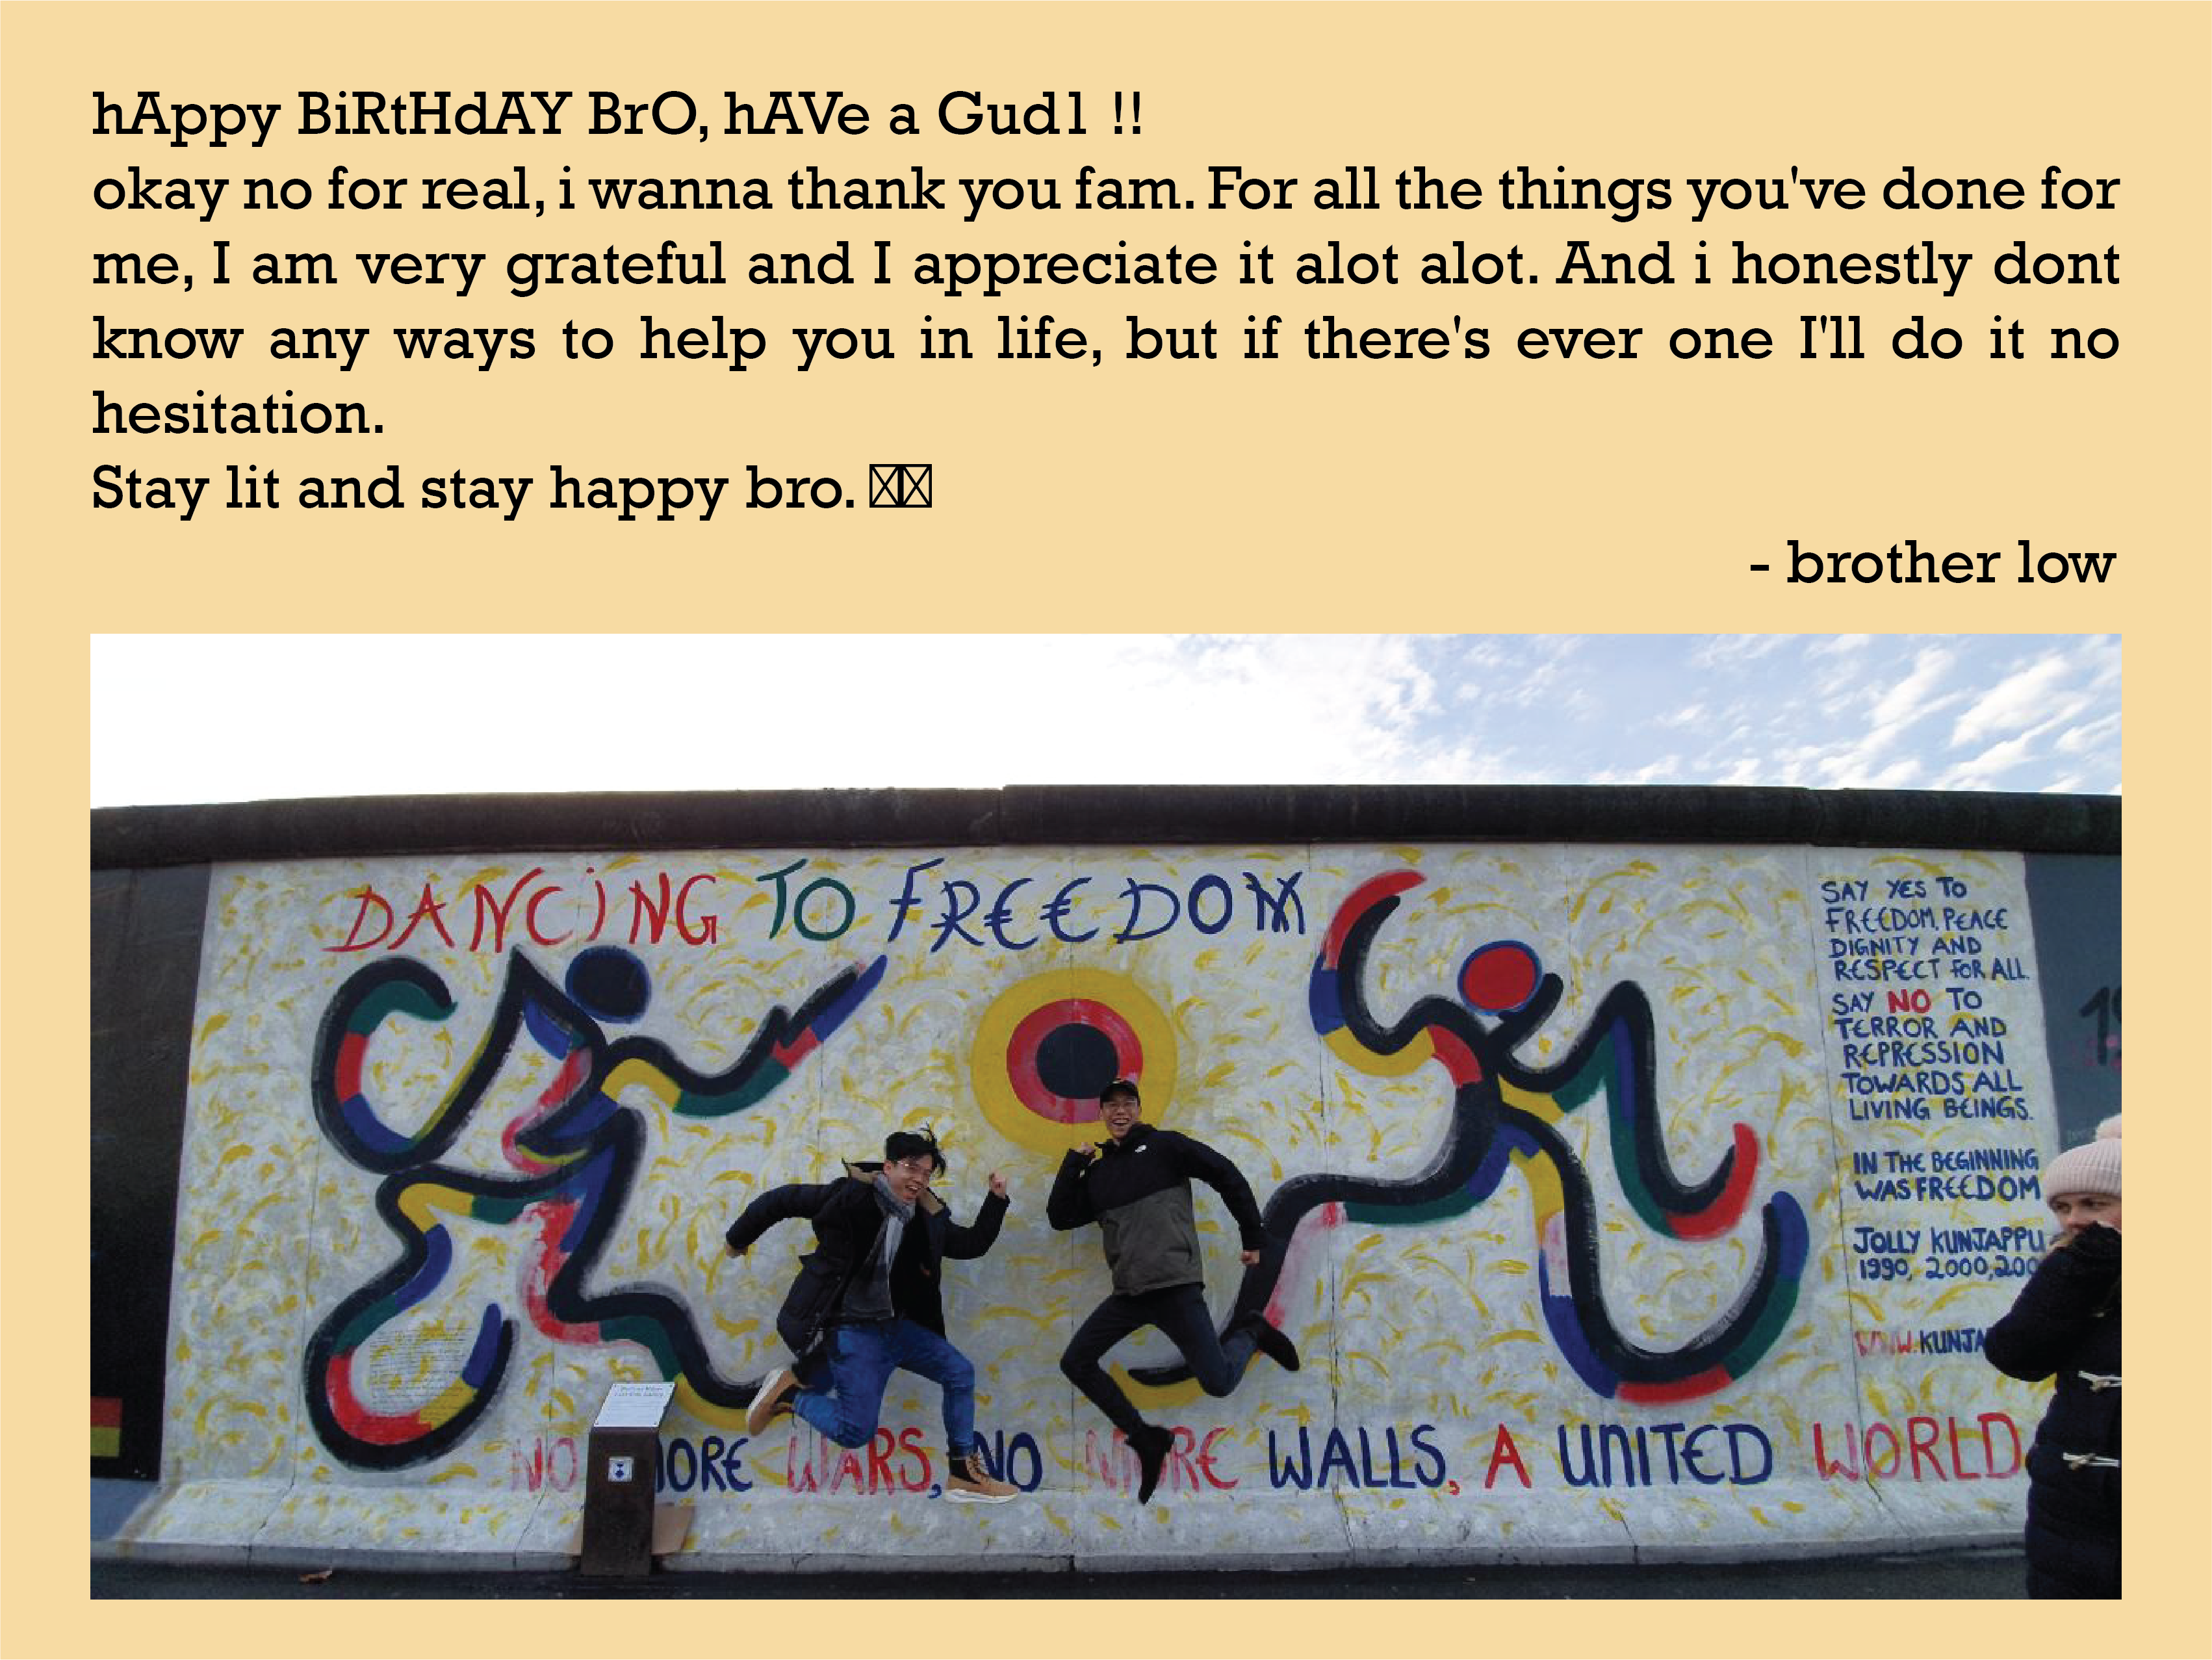 hAppy BiRtHdAY BrO, hAVe a Gud1 !!
okay no for real, i wanna thank you fam. For all the things you've done for
me, I am very grateful and I appreciate it alot alot. And i honestly dont
know any ways to help you in life, but if there's ever one I'll do it no
hesitation.
Stay lit and stay happy bro.
- brother low
DANCING TO FREEDOM
SAY YES TO
FREEDOM, PEACE
DIGNITY AND
RESPECT FOR ALL.
SAY NO TO
TERROR AND
REPRESSION
TOWARDS ALL
LIVING BEINGS.
IN THE BEGINNING
WAS FREEDOM
JOLLY KUNJAPPU
1990, 2000, 200
WWW.KUNJA
NO MORE WARS, NO MORE WALLS, A UNITED WORLD